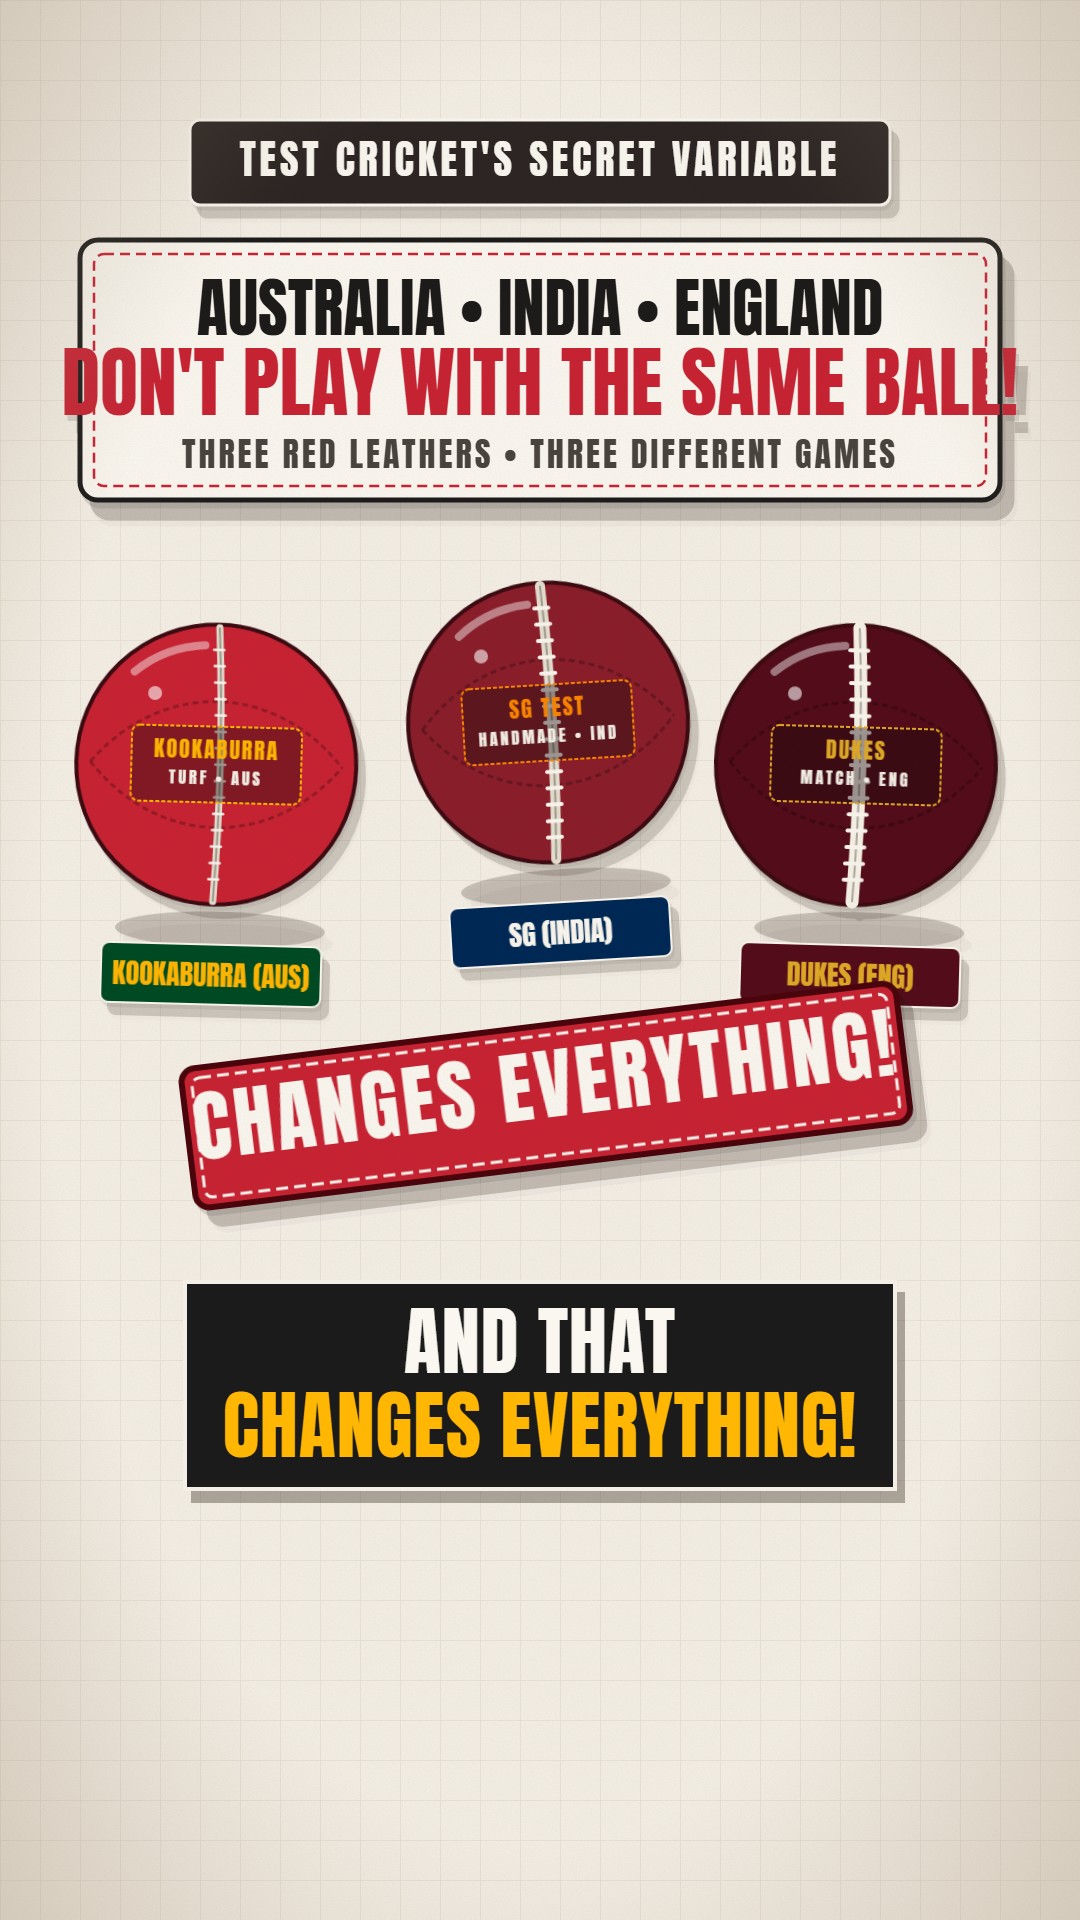 TEST CRICKET'S SECRET VARIABLE
AUSTRALIA • INDIA • ENGLAND
DON'T PLAY WITH THE SAME BALL!
THREE RED LEATHERS • THREE DIFFERENT GAMES
KOOKABURRA
TURF • AUS
SG TEST
HANDMADE • IND
DUKES
MATCH • ENG
KOOKABURRA (AUS)
SG (INDIA)
DUKES (ENG)
CHANGES EVERYTHING!
AND THAT
CHANGES EVERYTHING!